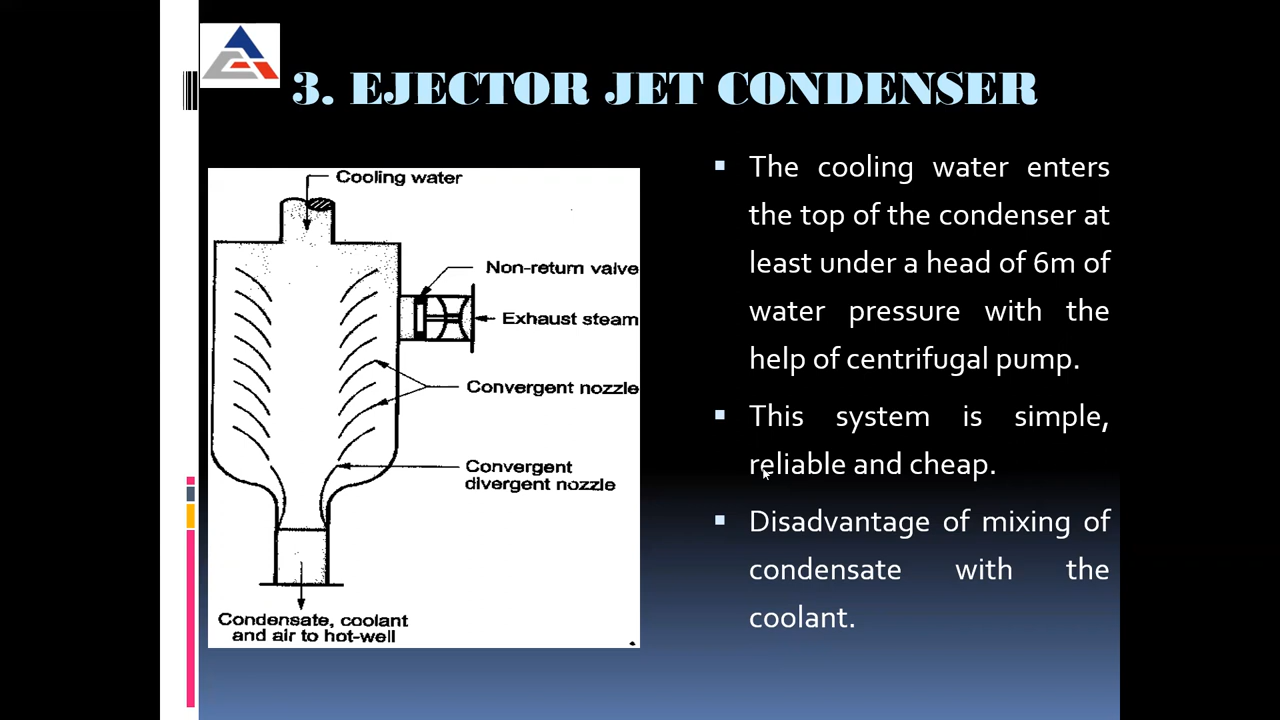 3. EJECTOR JET CONDENSER
Cooling water
Non-return valve
Exhaust steam
Convergent nozzle
Convergent
divergent nozzle
Condensate, coolant
and air to hot-well
The cooling water enters
the top of the condenser at
least under a head of 6m of
water pressure with the
help of centrifugal pump.
This system is simple,
reliable and cheap.
Disadvantage of mixing of
condensate with the
coolant.